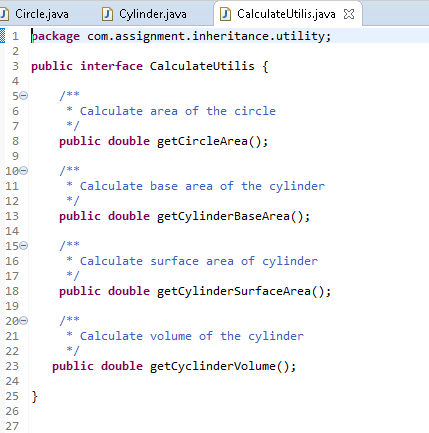 Circle.java Cylinder.java CalculateUtilis.java
1 package com.assignment.inheritance.utility;
2
3 public interface CalculateUtilis {
4
5 /**
6 * Calculate area of the circle
7 */
8 public double getCircleArea();
9
10 /**
11 * Calculate base area of the cylinder
12 */
13 public double getCylinderBaseArea();
14
15 /**
16 * Calculate surface area of cylinder
17 */
18 public double getCylinderSurfaceArea();
19
20 /**
21 * Calculate volume of the cylinder
22 */
23 public double getCyclinderVolume();
24
25 }
26
27